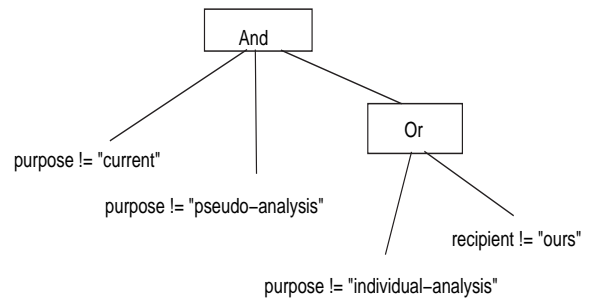 And
Or
purpose != "current"
purpose != "pseudo−analysis"
recipient != "ours"
purpose != "individual−analysis"